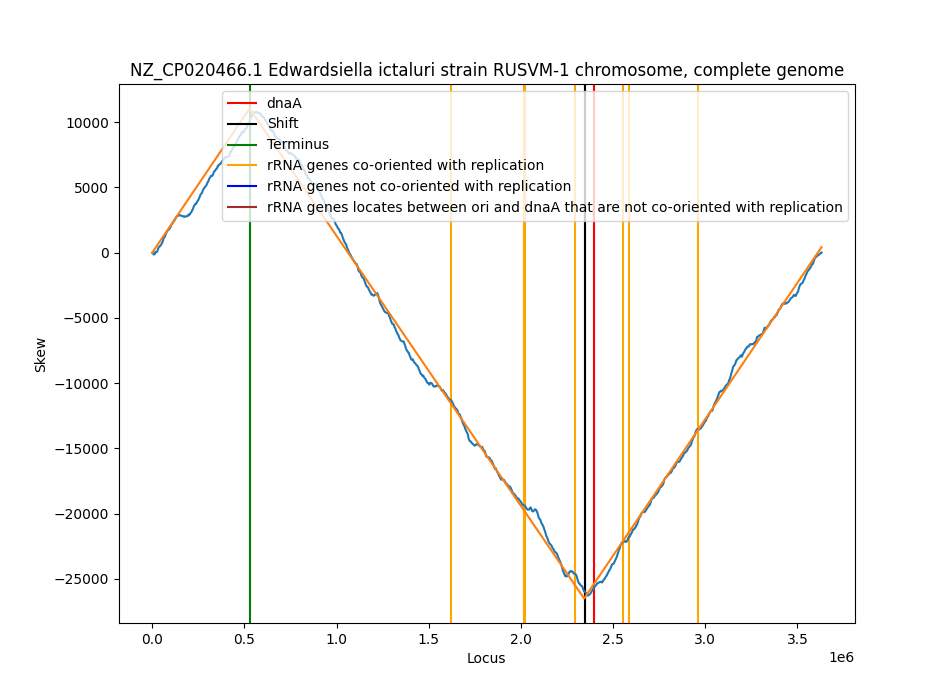 NZ_CP020466.1 Edwardsiella ictaluri strain RUSVM-1 chromosome, complete genome
dnaA
Shift
Terminus
rRNA genes co-oriented with replication
rRNA genes not co-oriented with replication
rRNA genes locates between ori and dnaA that are not co-oriented with replication
10000
5000
0
−5000
−10000
−15000
−20000
−25000
Skew
0.0 0.5 1.0 1.5 2.0 2.5 3.0 3.5
1e6
Locus